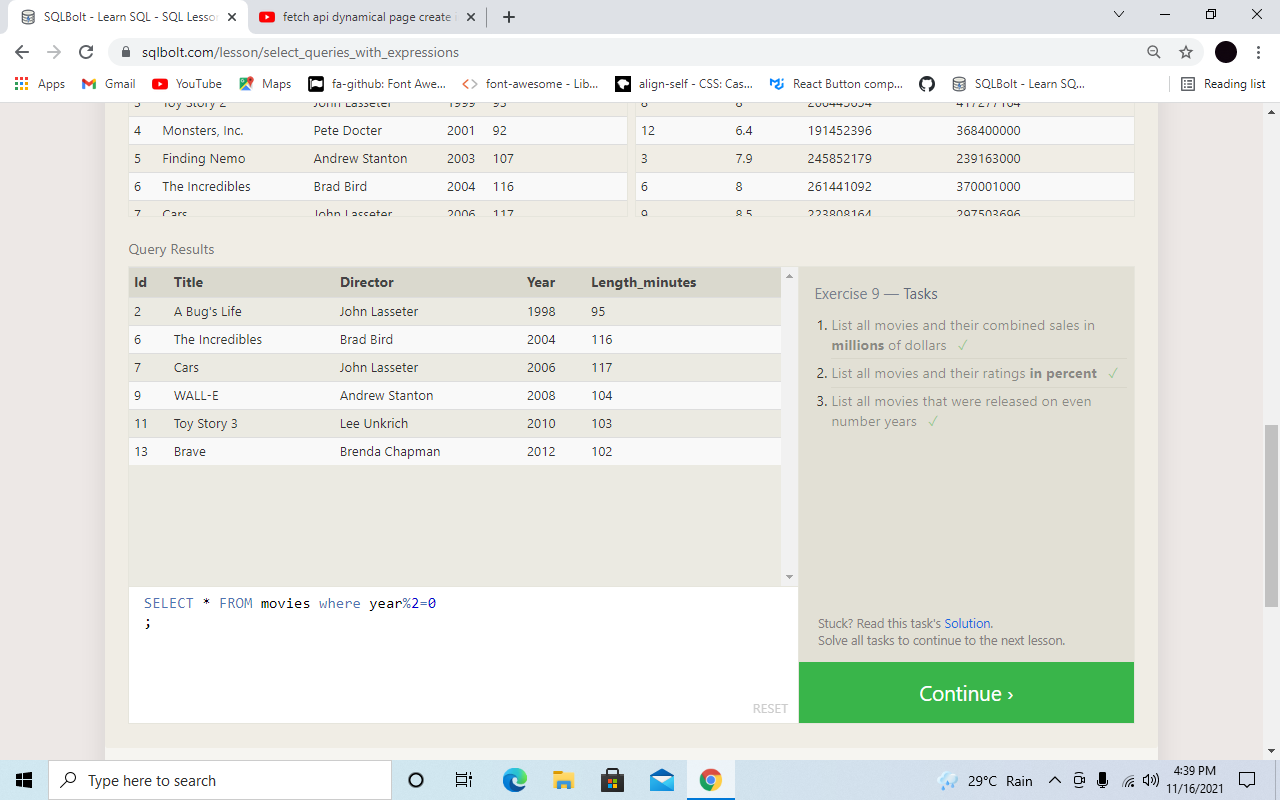 SQLBolt - Learn SQL - SQL Lesson
fetch api dynamical page create
sqlbolt.com/lesson/select_queries_with_expressions
Apps Gmail YouTube Maps fa-github: Font Awe... font-awesome - Lib... align-self - CSS: Cas... React Button comp... SQLBolt - Learn SQ... Reading list
3 Toy Story 2 John Lasseter 1999 93 8 8 206445654 417277164
4 Monsters, Inc. Pete Docter 2001 92 12 6.4 191452396 368400000
5 Finding Nemo Andrew Stanton 2003 107 3 7.9 245852179 239163000
6 The Incredibles Brad Bird 2004 116 6 8 261441092 370001000
7 Cars John Lasseter 2006 117 9 8.5 223808164 297503696
Query Results
Id Title Director Year Length_minutes
2 A Bug's Life John Lasseter 1998 95
6 The Incredibles Brad Bird 2004 116
7 Cars John Lasseter 2006 117
9 WALL-E Andrew Stanton 2008 104
11 Toy Story 3 Lee Unkrich 2010 103
13 Brave Brenda Chapman 2012 102
Exercise 9 — Tasks
1. List all movies and their combined sales in
millions of dollars ✓
2. List all movies and their ratings in percent ✓
3. List all movies that were released on even
number years ✓
SELECT * FROM movies where year%2=0
;
RESET
Stuck? Read this task's Solution.
Solve all tasks to continue to the next lesson.
Continue ›
Type here to search
29°C Rain
4:39 PM
11/16/2021